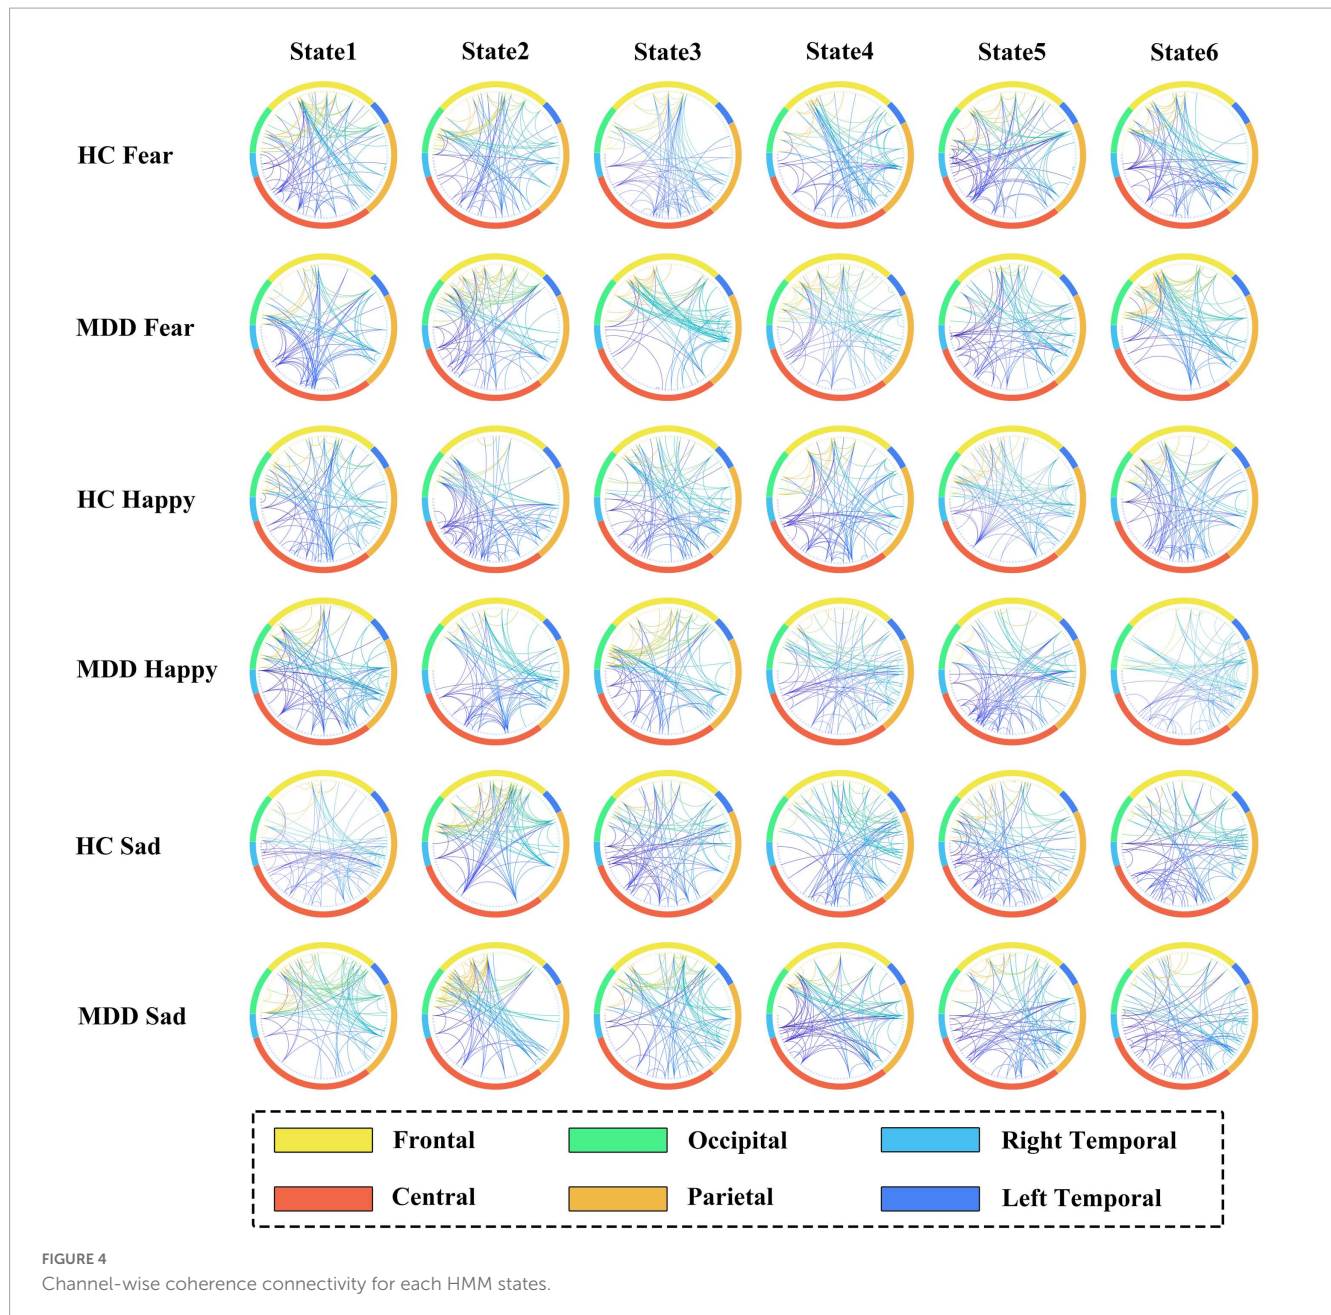 State1 State2 State3 State4 State5 State6
HC Fear
MDD Fear
HC Happy
MDD Happy
HC Sad
MDD Sad
Frontal Occipital Right Temporal
Central Parietal Left Temporal
FIGURE 4
Channel-wise coherence connectivity for each HMM states.